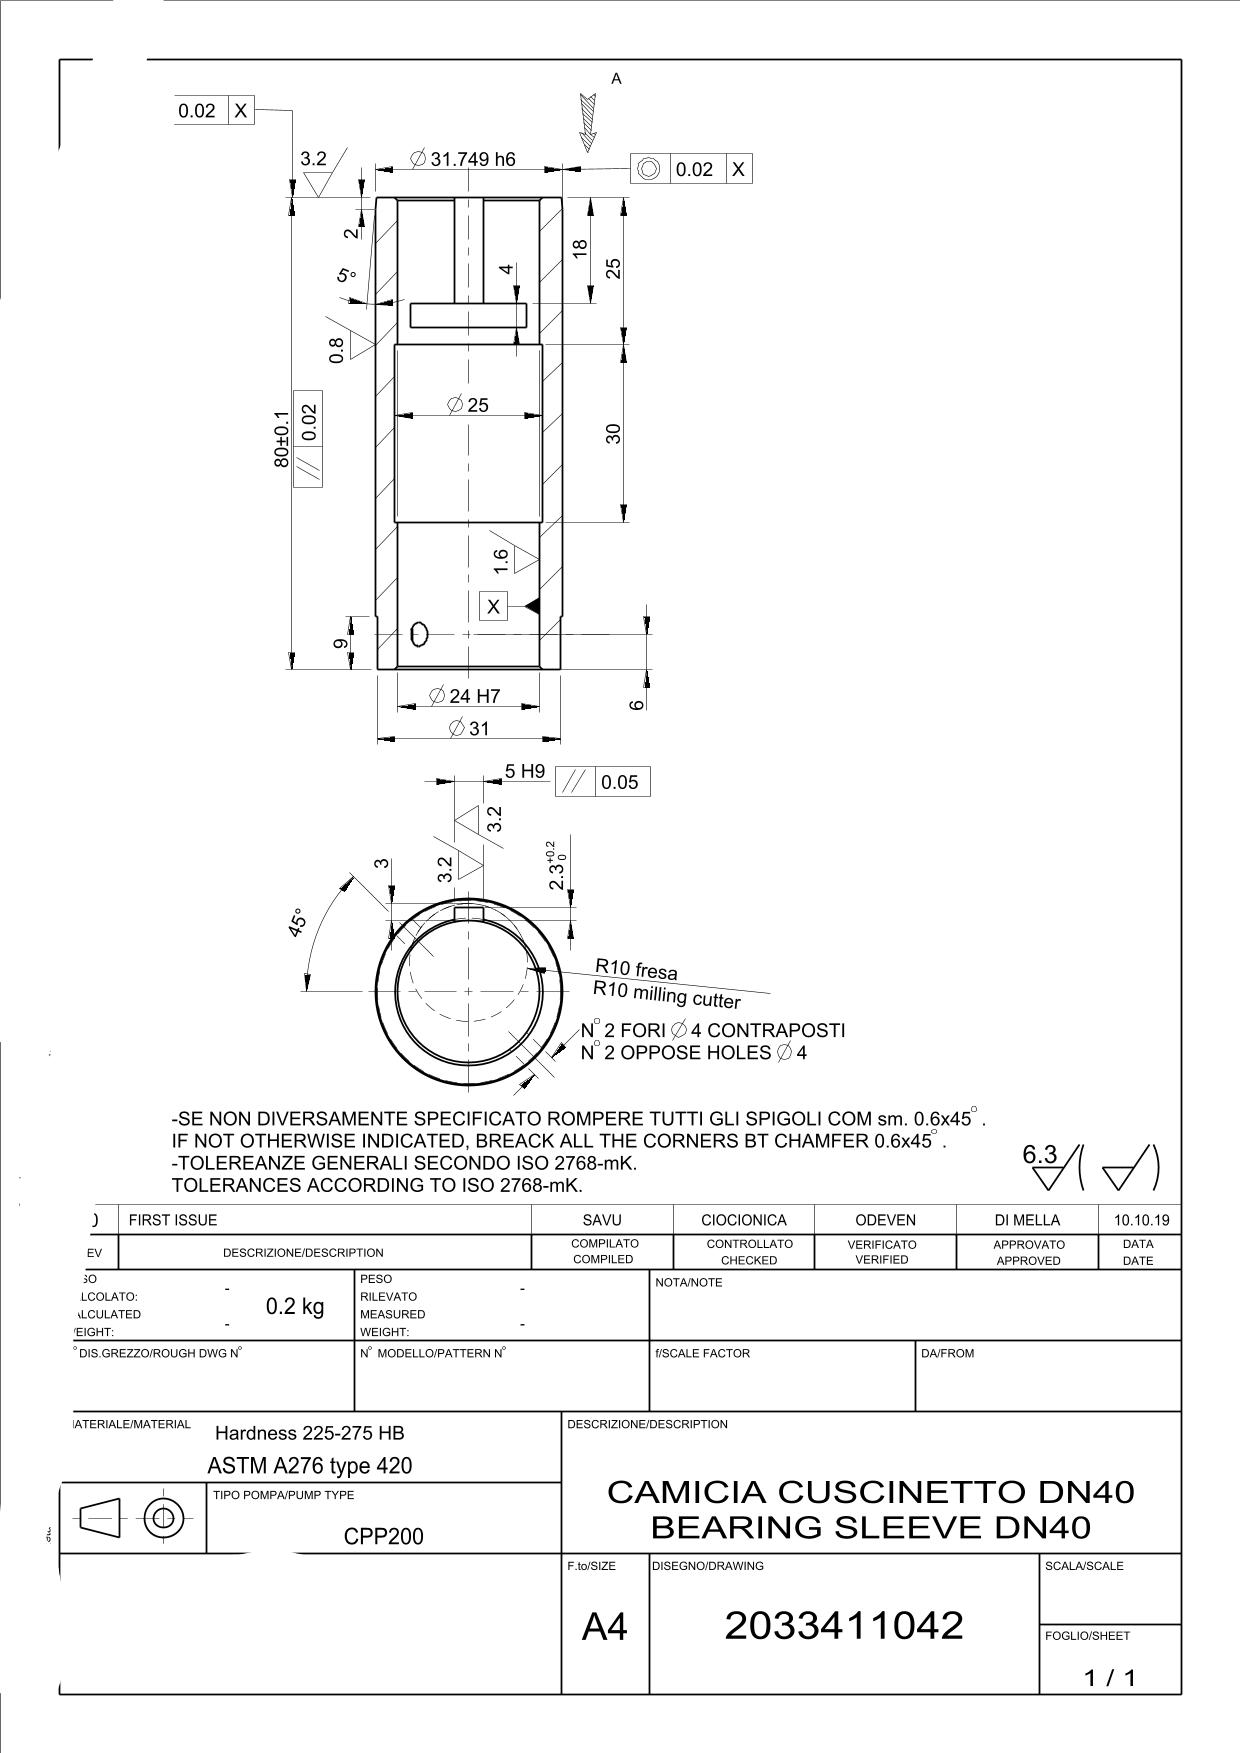 A
0.02 X
3.2
Ø 31.749 h6
◎ 0.02 X
2
18
25
4
5°
0.8
Ø 25
80±0.1
// 0.02
30
1.6
X
9
6
Ø 24 H7
Ø 31
5 H9 // 0.05
3.2
3.2
3
2.3 +0.2 0
45°
R10 fresa
R10 milling cutter
N° 2 FORI Ø 4 CONTRAPOSTI
N° 2 OPPOSE HOLES Ø 4
-SE NON DIVERSAMENTE SPECIFICATO ROMPERE TUTTI GLI SPIGOLI COM sm. 0.6x45°.
IF NOT OTHERWISE INDICATED, BREACK ALL THE CORNERS BT CHAMFER 0.6x45°.
-TOLEREANZE GENERALI SECONDO ISO 2768-mK.
TOLERANCES ACCORDING TO ISO 2768-mK.
6.3
FIRST ISSUE SAVU CIOCIONICA ODEVEN DI MELLA 10.10.19
EV DESCRIZIONE/DESCRIPTION COMPILATO COMPILED CONTROLLATO CHECKED VERIFICATO VERIFIED APPROVATO APPROVED DATA DATE
SO
LCOLATO: -
ALCULATED 0.2 kg
EIGHT: -
PESO
RILEVATO -
MEASURED
WEIGHT: -
NOTA/NOTE
° DIS.GREZZO/ROUGH DWG N°
N° MODELLO/PATTERN N°
f/SCALE FACTOR
DA/FROM
ATERIALE/MATERIAL
Hardness 225-275 HB
ASTM A276 type 420
DESCRIZIONE/DESCRIPTION
CAMICIA CUSCINETTO DN40
BEARING SLEEVE DN40
TIPO POMPA/PUMP TYPE
CPP200
F.to/SIZE
A4
DISEGNO/DRAWING
2033411042
SCALA/SCALE
FOGLIO/SHEET
1 / 1